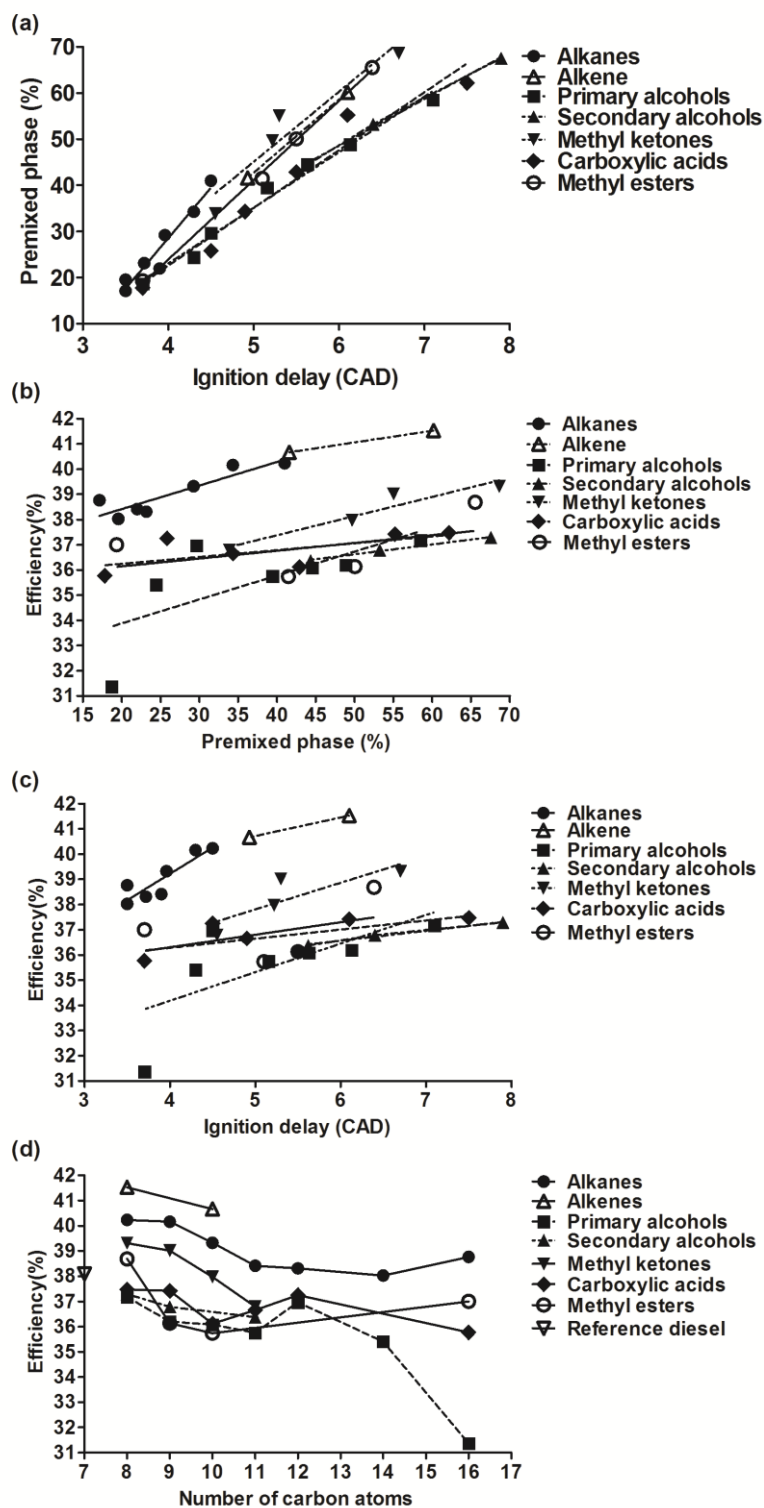 (a)
70
60
50
40
30
20
10
Premixed phase (%)
3 4 5 6 7 8
Ignition delay (CAD)
Alkanes
Alkene
Primary alcohols
Secondary alcohols
Methyl ketones
Carboxylic acids
Methyl esters
(b)
42
41
40
39
38
37
36
35
34
33
32
31
Efficiency(%)
15 20 25 30 35 40 45 50 55 60 65 70
Premixed phase (%)
Alkanes
Alkene
Primary alcohols
Secondary alcohols
Methyl ketones
Carboxylic acids
Methyl esters
(c)
42
41
40
39
38
37
36
35
34
33
32
31
Efficiency(%)
3 4 5 6 7 8
Ignition delay (CAD)
Alkanes
Alkene
Primary alcohols
Secondary alcohols
Methyl ketones
Carboxylic acids
Methyl esters
(d)
42
41
40
39
38
37
36
35
34
33
32
31
Efficiency(%)
7 8 9 10 11 12 13 14 15 16 17
Number of carbon atoms
Alkanes
Alkenes
Primary alcohols
Secondary alcohols
Methyl ketones
Carboxylic acids
Methyl esters
Reference diesel